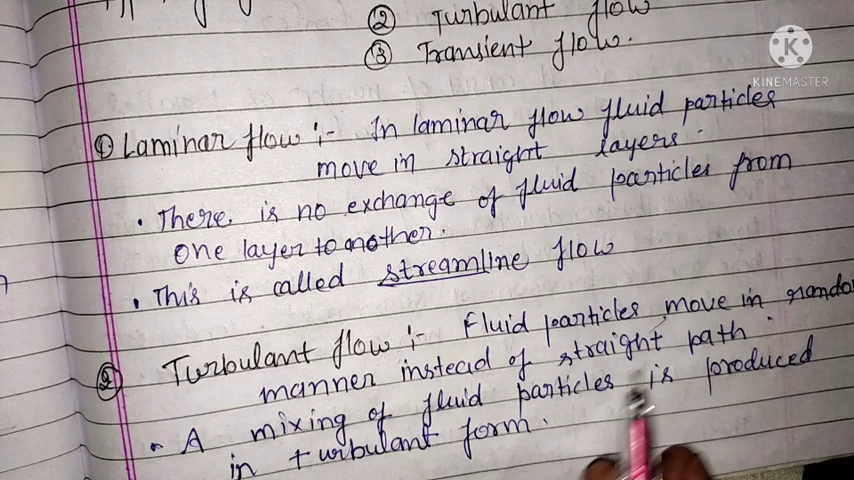 ② Turbulant flow
③ Transient flow.
K
KINEMASTER
① Laminar flow :- In laminar flow fluid particles
move in straight layers.
• There is no exchange of fluid particles from
one layer to another.
• This is called streamline flow
② Turbulant flow :- Fluid particles move in random
manner instead of straight path.
• A mixing of fluid particles is produced
in turbulant form.